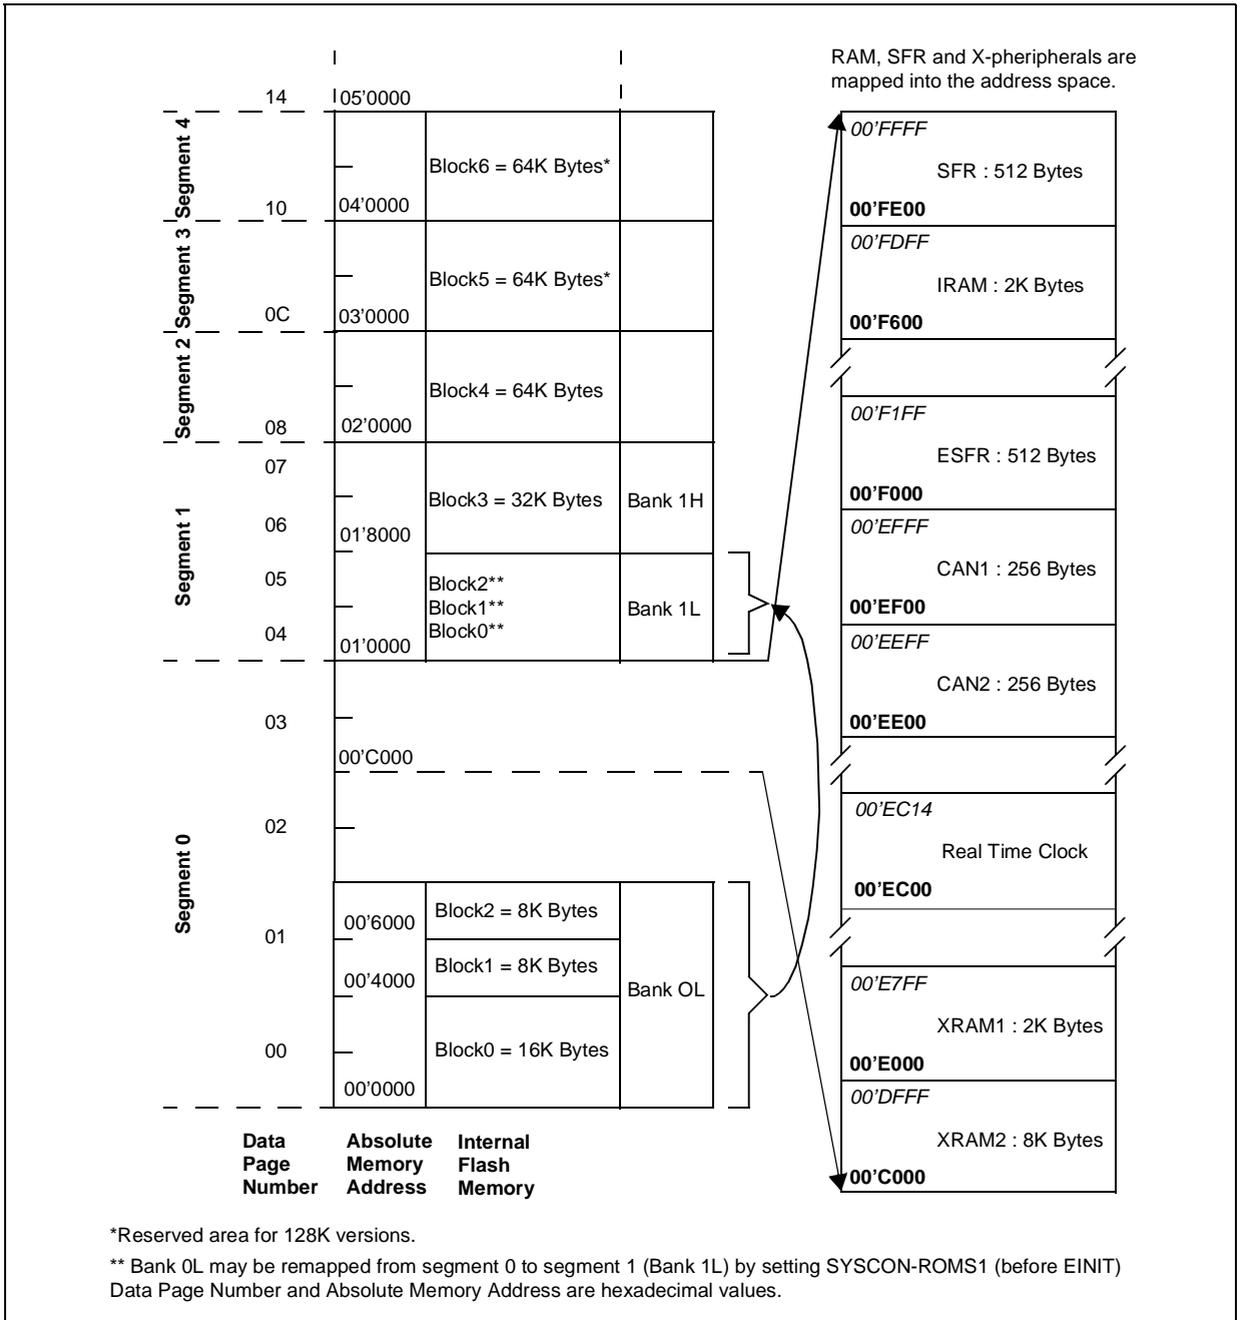 RAM, SFR and X-pheripherals are
mapped into the address space.
14
05'0000
Segment 4
Block6 = 64K Bytes*
10
04'0000
Segment 3
Block5 = 64K Bytes*
0C
03'0000
Segment 2
Block4 = 64K Bytes
08
02'0000
Segment 1
07
Block3 = 32K Bytes
Bank 1H
06
01'8000
05
Block2**
Block1**
Block0**
Bank 1L
04
01'0000
Segment 0
03
00'C000
02
Block2 = 8K Bytes
00'6000
01
Block1 = 8K Bytes
00'4000
Bank OL
00
Block0 = 16K Bytes
00'0000
Data
Page
Number
Absolute
Memory
Address
Internal
Flash
Memory
00'FFFF
SFR : 512 Bytes
00'FE00
00'FDFF
IRAM : 2K Bytes
00'F600
00'F1FF
ESFR : 512 Bytes
00'F000
00'EFFF
CAN1 : 256 Bytes
00'EF00
00'EEFF
CAN2 : 256 Bytes
00'EE00
00'EC14
Real Time Clock
00'EC00
00'E7FF
XRAM1 : 2K Bytes
00'E000
00'DFFF
XRAM2 : 8K Bytes
00'C000
*Reserved area for 128K versions.
** Bank 0L may be remapped from segment 0 to segment 1 (Bank 1L) by setting SYSCON-ROMS1 (before EINIT)
Data Page Number and Absolute Memory Address are hexadecimal values.